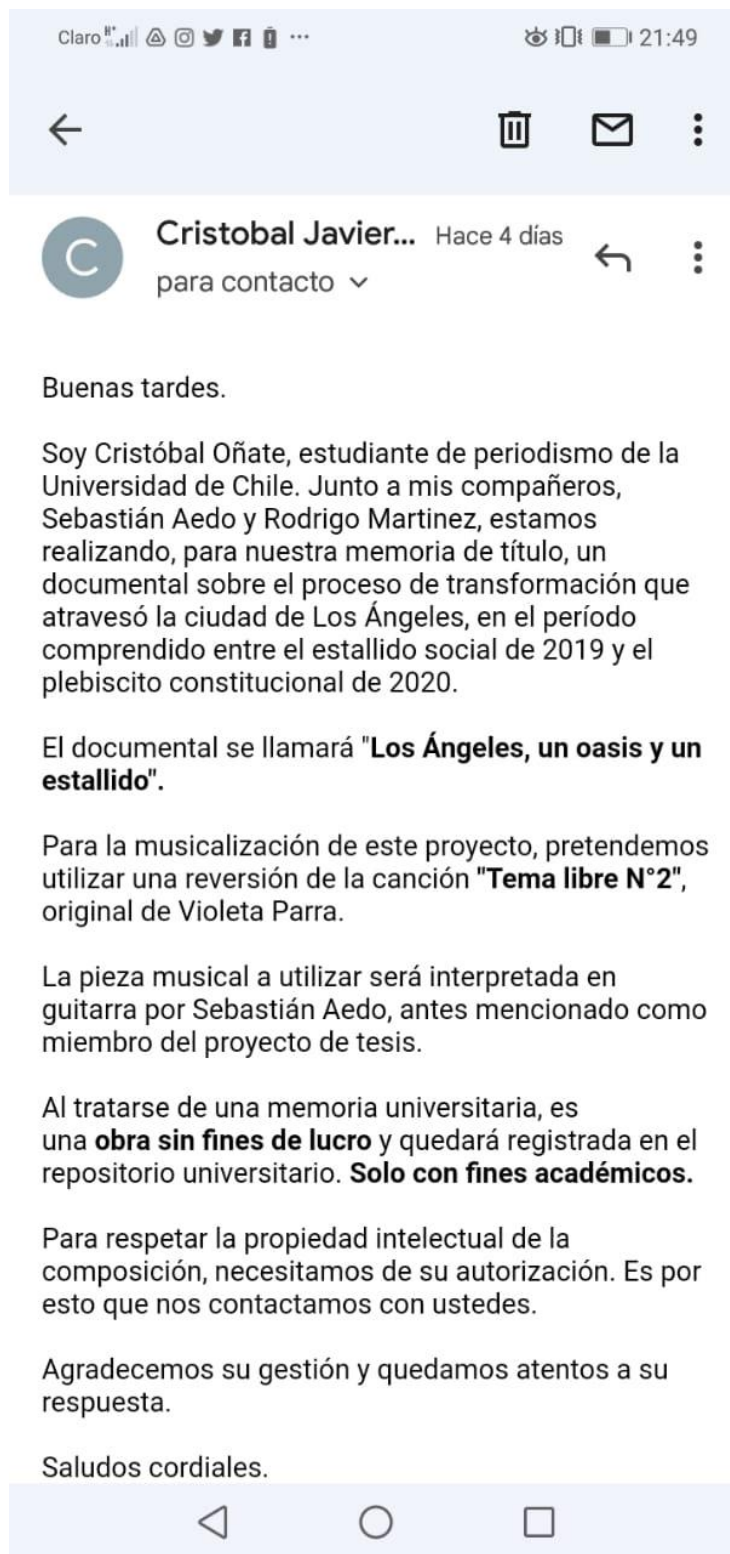 Claro 21:49
Cristobal Javier... Hace 4 días
C
para contacto
Buenas tardes.
Soy Cristóbal Oñate, estudiante de periodismo de la
Universidad de Chile. Junto a mis compañeros,
Sebastián Aedo y Rodrigo Martinez, estamos
realizando, para nuestra memoria de título, un
documental sobre el proceso de transformación que
atravesó la ciudad de Los Ángeles, en el período
comprendido entre el estallido social de 2019 y el
plebiscito constitucional de 2020.
El documental se llamará "Los Ángeles, un oasis y un
estallido".
Para la musicalización de este proyecto, pretendemos
utilizar una reversión de la canción "Tema libre N°2",
original de Violeta Parra.
La pieza musical a utilizar será interpretada en
guitarra por Sebastián Aedo, antes mencionado como
miembro del proyecto de tesis.
Al tratarse de una memoria universitaria, es
una obra sin fines de lucro y quedará registrada en el
repositorio universitario. Solo con fines académicos.
Para respetar la propiedad intelectual de la
composición, necesitamos de su autorización. Es por
esto que nos contactamos con ustedes.
Agradecemos su gestión y quedamos atentos a su
respuesta.
Saludos cordiales.